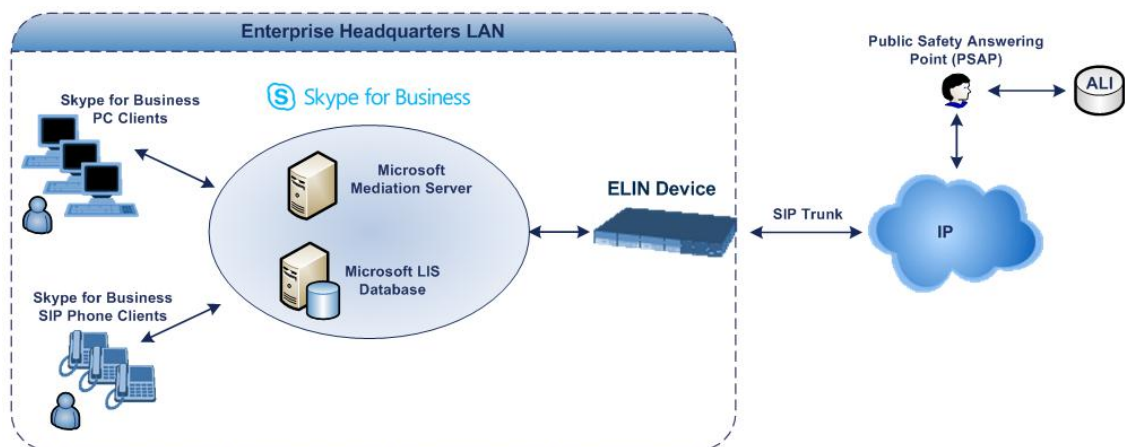 Enterprise Headquarters LAN
Public Safety Answering
Point (PSAP)
ALI
Skype for Business
PC Clients
S Skype for Business
Microsoft
Mediation Server
ELIN Device
SIP Trunk
IP
Microsoft LIS
Database
Skype for Business
SIP Phone Clients